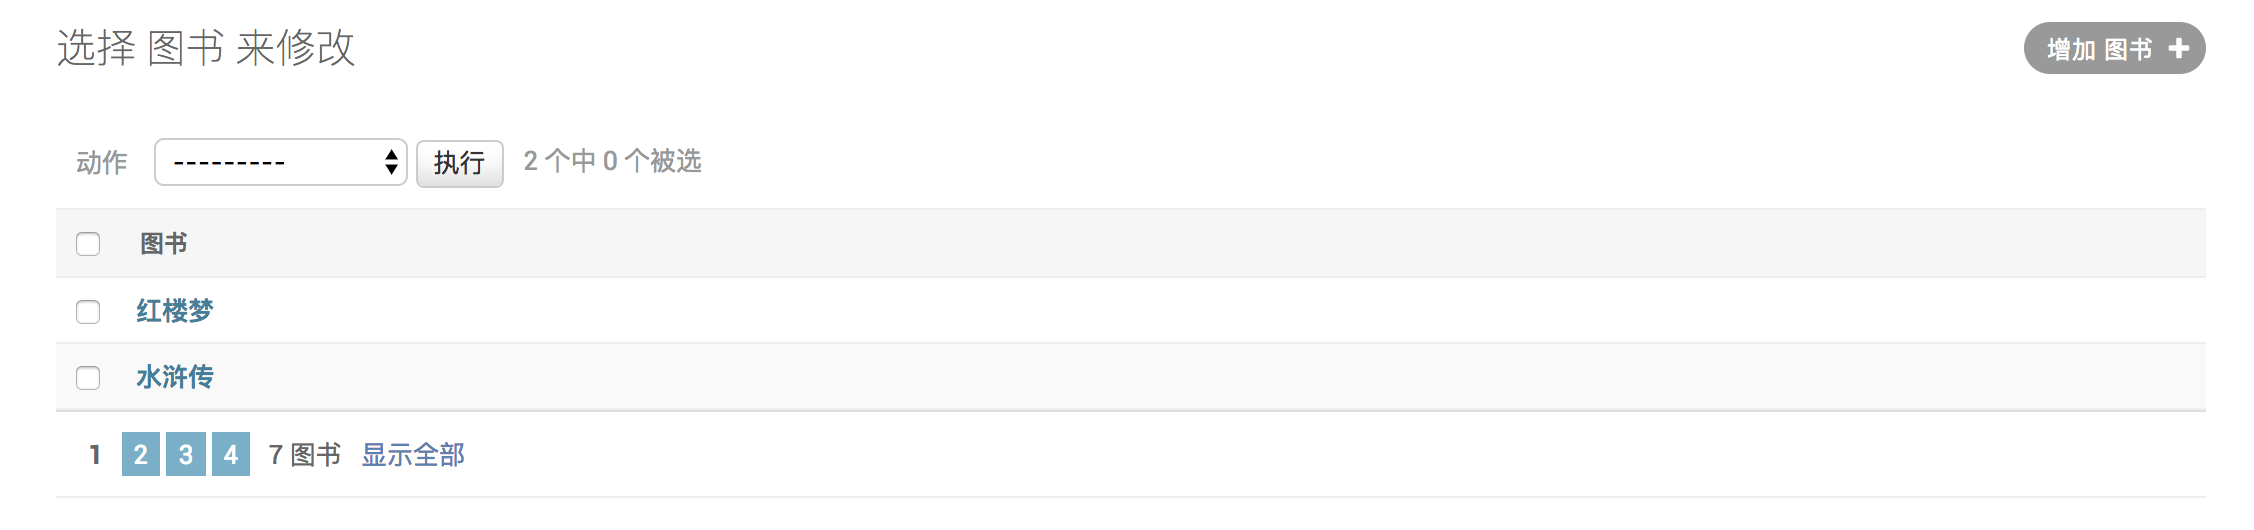 选择 图书 来修改
增加 图书 +
动作 --------- 执行 2 个中 0 个被选
图书
红楼梦
水浒传
1 2 3 4 7 图书 显示全部